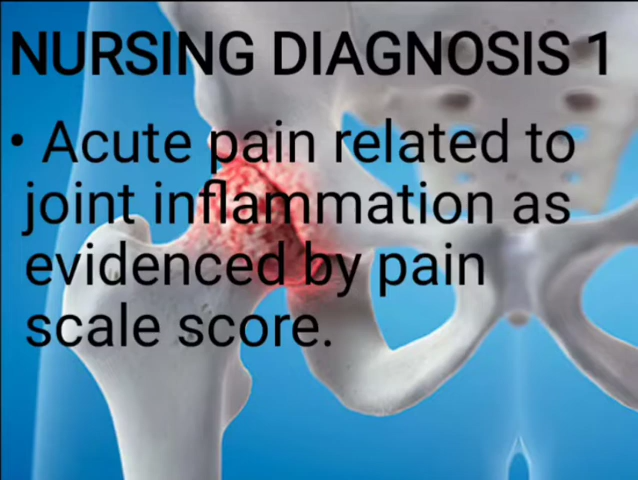 NURSING DIAGNOSIS 1
• Acute pain related to
joint inflammation as
evidenced by pain
scale score.